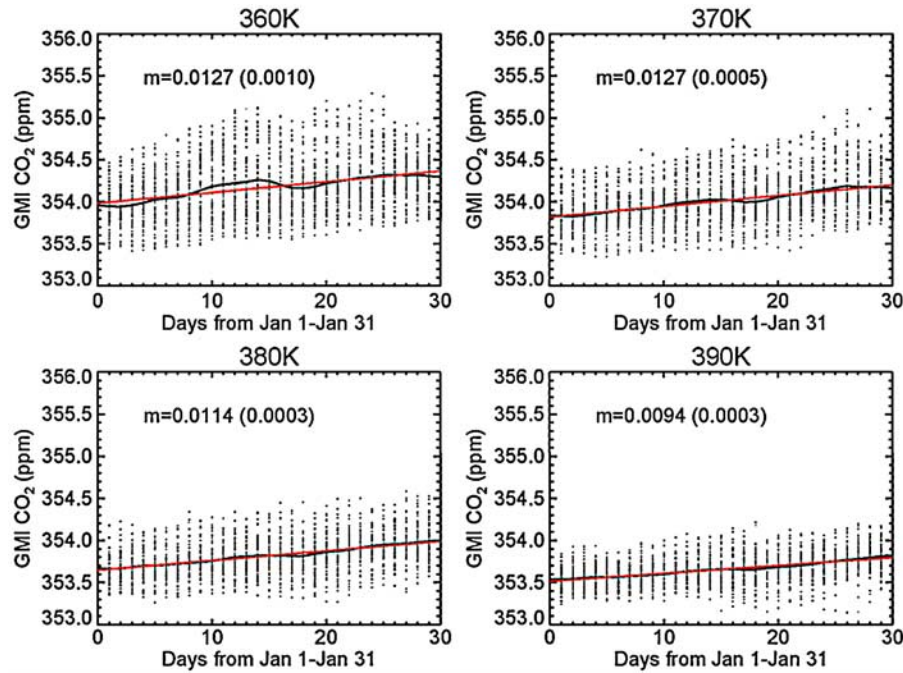 360K
356.0
355.5
355.0
354.5
354.0
353.5
353.0
GMI CO₂ (ppm)
m=0.0127 (0.0010)
0 10 20 30
Days from Jan 1-Jan 31
370K
356.0
355.5
355.0
354.5
354.0
353.5
353.0
GMI CO₂ (ppm)
m=0.0127 (0.0005)
0 10 20 30
Days from Jan 1-Jan 31
380K
356.0
355.5
355.0
354.5
354.0
353.5
353.0
GMI CO₂ (ppm)
m=0.0114 (0.0003)
0 10 20 30
Days from Jan 1-Jan 31
390K
356.0
355.5
355.0
354.5
354.0
353.5
353.0
GMI CO₂ (ppm)
m=0.0094 (0.0003)
0 10 20 30
Days from Jan 1-Jan 31